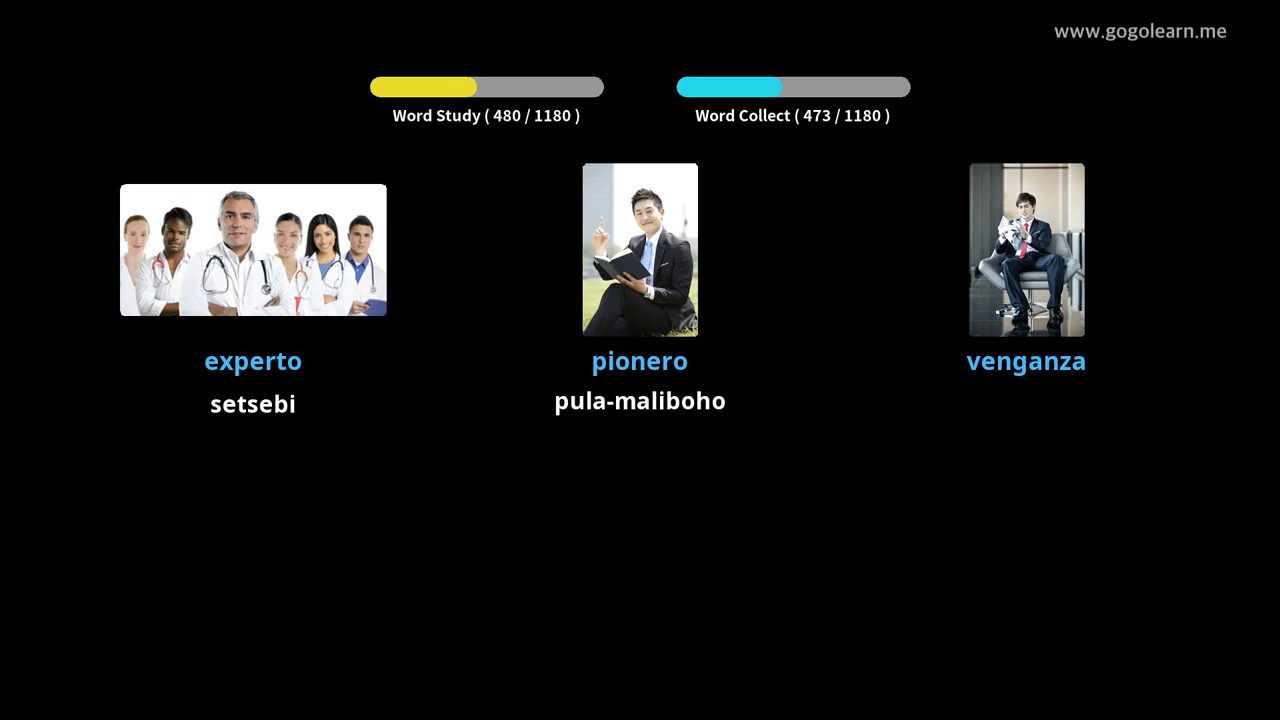 www.gogolearn.me
Word Study ( 480 / 1180 )
Word Collect ( 473 / 1180 )
experto
pionero
venganza
setsebi
pula-maliboho